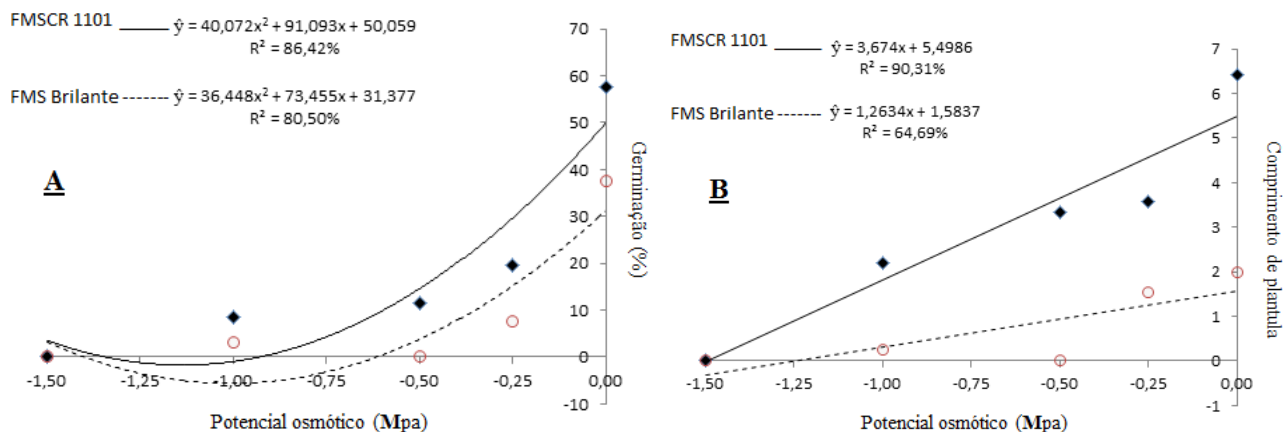 FMSCR 1101 ŷ = 40,072x² + 91,093x + 50,059
R² = 86,42%
FMS Brilante ŷ = 36,448x² + 73,455x + 31,377
R² = 80,50%
A
70
60
50
40
30
20
10
0
-10
Germinação (%)
-1,50 -1,25 -1,00 -0,75 -0,50 -0,25 0,00
Potencial osmótico (Mpa)
FMSCR 1101 ŷ = 3,674x + 5,4986
R² = 90,31%
FMS Brilante ŷ = 1,2634x + 1,5837
R² = 64,69%
B
7
6
5
4
3
2
1
0
-1
Comprimento de plantula
-1,50 -1,25 -1,00 -0,75 -0,50 -0,25 0,00
Potencial osmótico (Mpa)